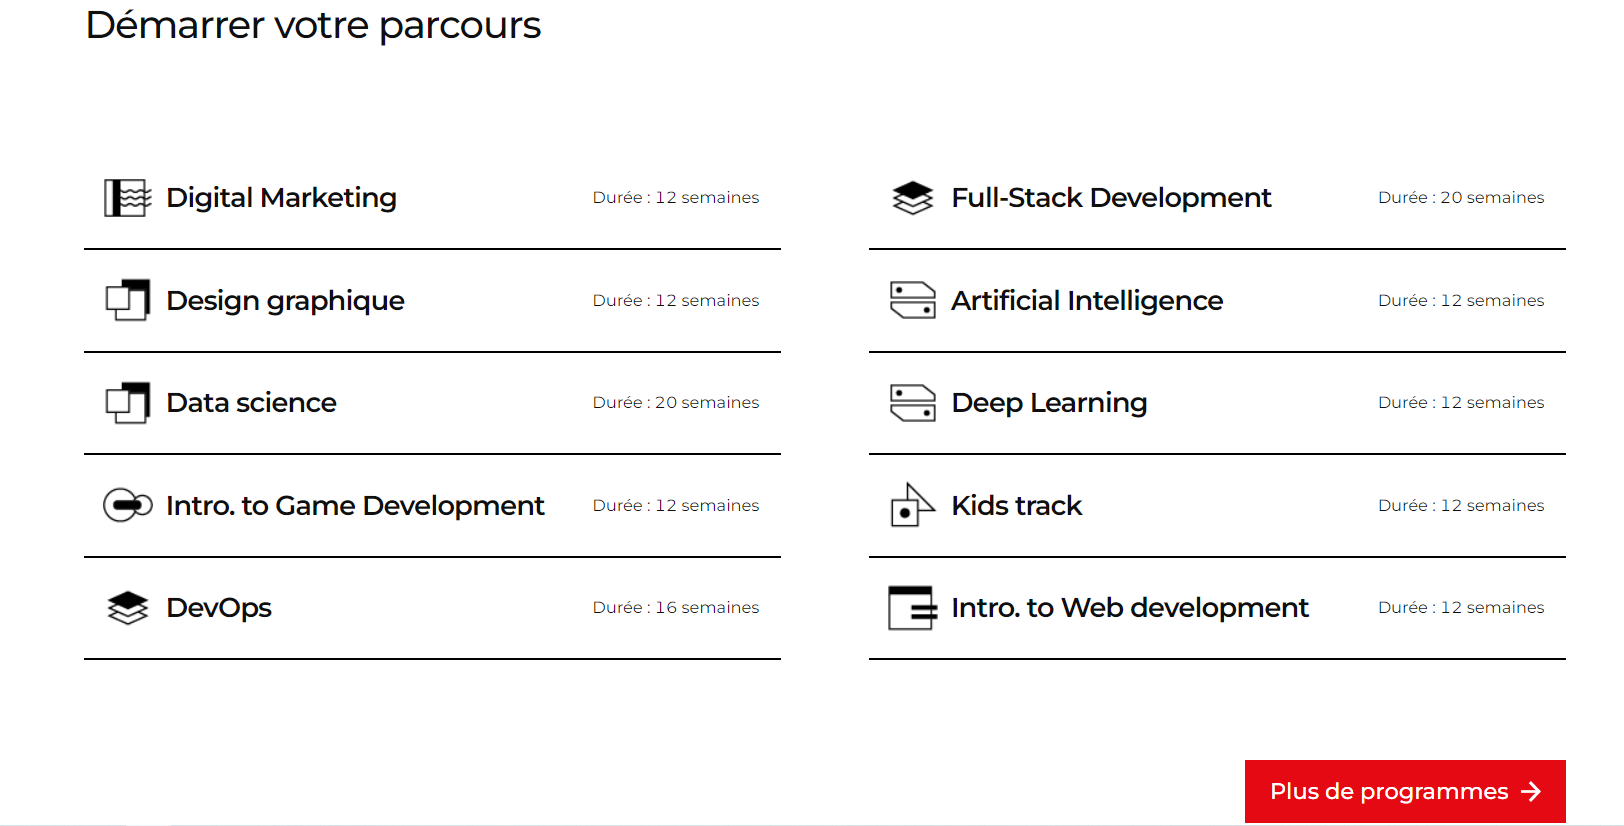 Démarrer votre parcours
Digital Marketing Durée : 12 semaines
Full-Stack Development Durée : 20 semaines
Design graphique Durée : 12 semaines
Artificial Intelligence Durée : 12 semaines
Data science Durée : 20 semaines
Deep Learning Durée : 12 semaines
Intro. to Game Development Durée : 12 semaines
Kids track Durée : 12 semaines
DevOps Durée : 16 semaines
Intro. to Web development Durée : 12 semaines
Plus de programmes →